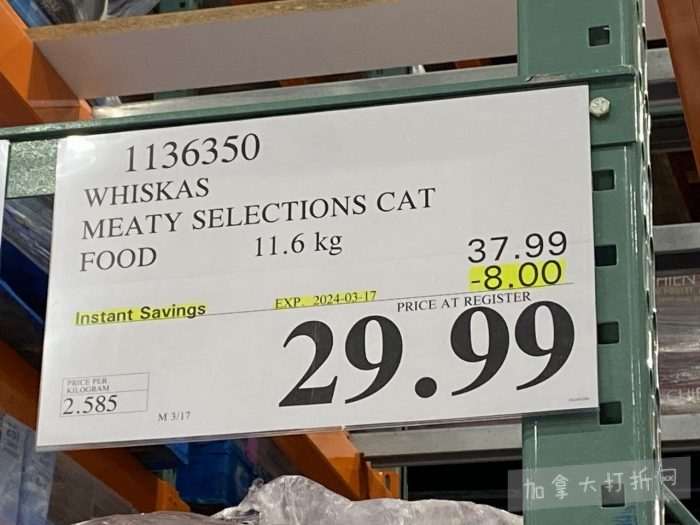 1136350
WHISKAS
MEATY SELECTIONS CAT
FOOD 11.6 kg
37.99
-8.00
Instant Savings EXP. 2024-03-17
PRICE AT REGISTER
29.99
PRICE PER
KILOGRAM
2.585
M 3/17
加拿大打折网